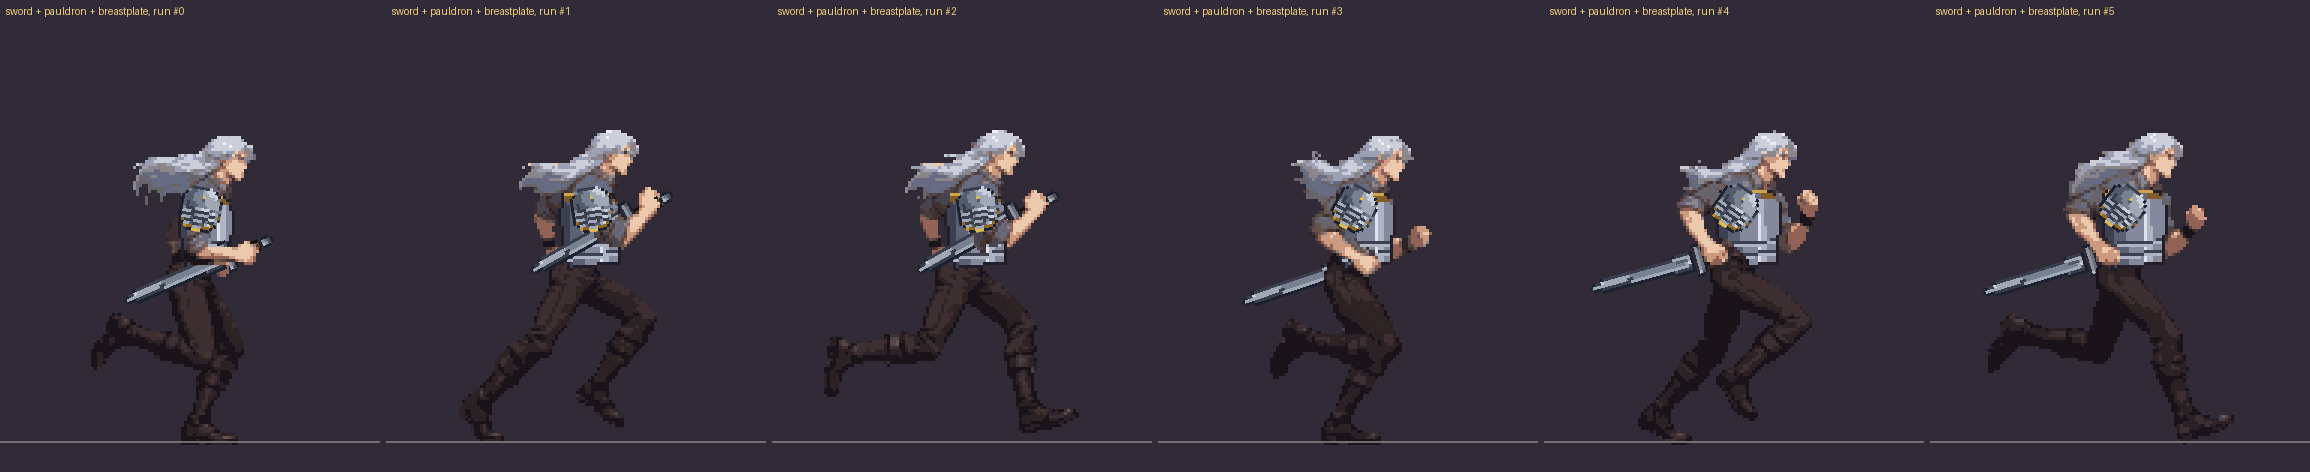 sword + pauldron + breastplate, run #0
sword + pauldron + breastplate, run #1
sword + pauldron + breastplate, run #2
sword + pauldron + breastplate, run #3
sword + pauldron + breastplate, run #4
sword + pauldron + breastplate, run #5